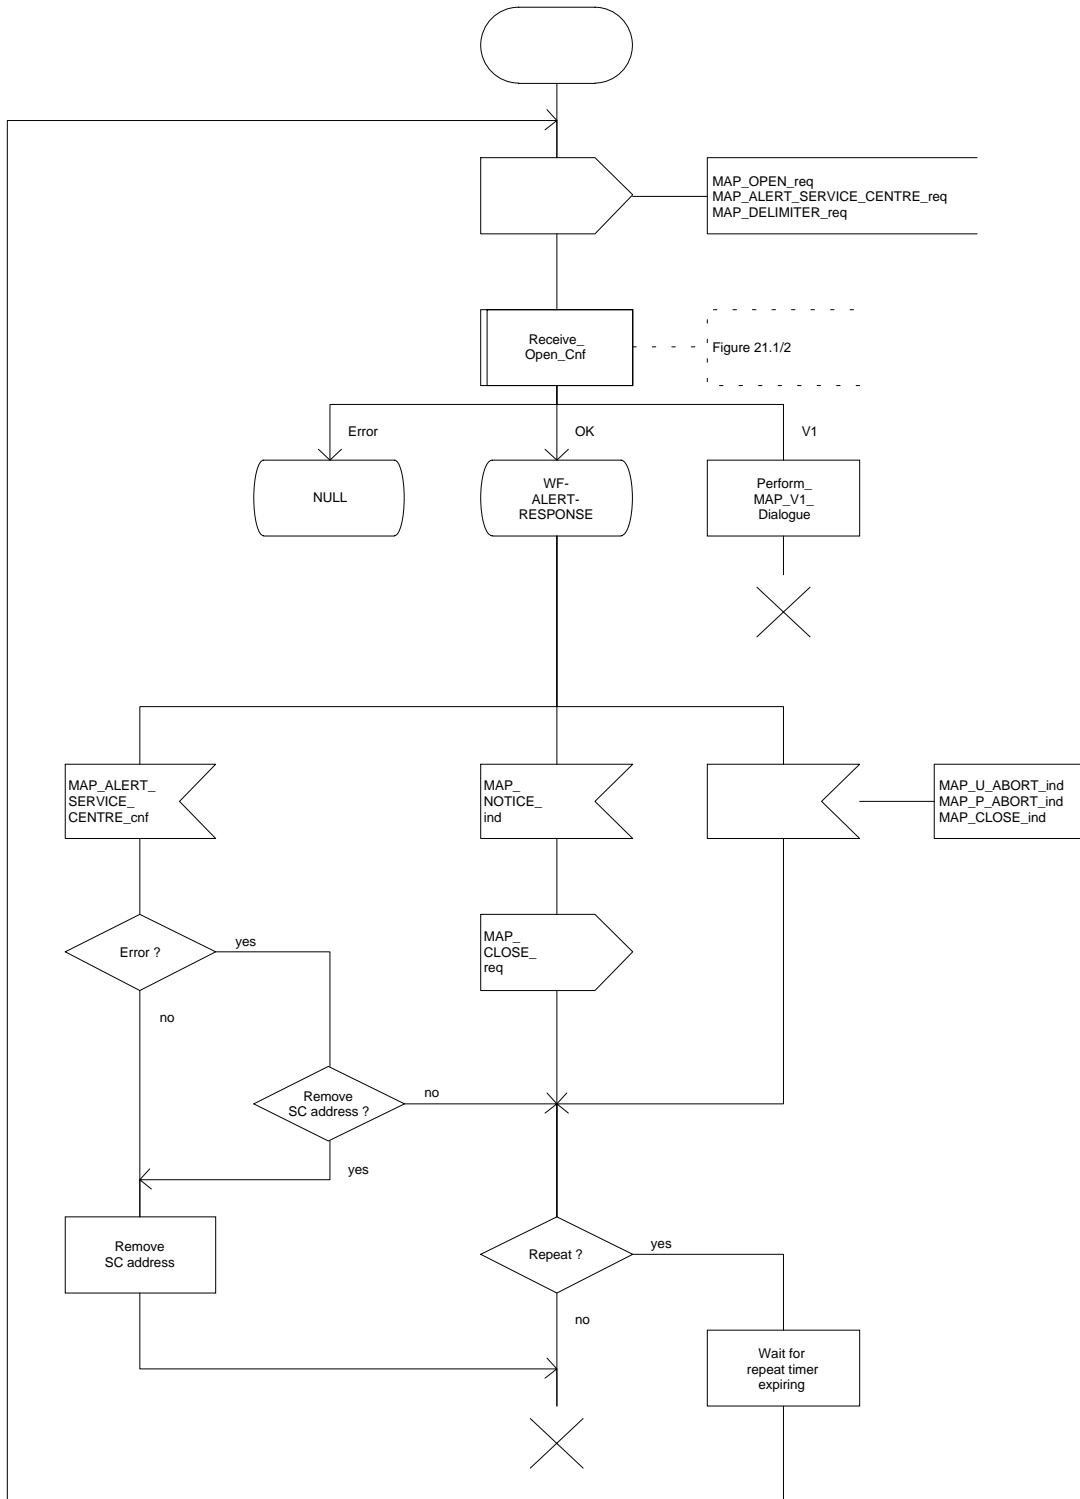 MAP_OPEN_req
MAP_ALERT_SERVICE_CENTRE_req
MAP_DELIMITER_req
Receive_
Open_Cnf
Figure 21.1/2
Error
OK
V1
NULL
WF-
ALERT-
RESPONSE
Perform_
MAP_V1_
Dialogue
MAP_ALERT_
SERVICE_
CENTRE_cnf
MAP_
NOTICE_
ind
MAP_U_ABORT_ind
MAP_P_ABORT_ind
MAP_CLOSE_ind
Error ?
yes
no
MAP_
CLOSE_
req
Remove
SC address ?
no
yes
Remove
SC address
Repeat ?
yes
no
Wait for
repeat timer
expiring